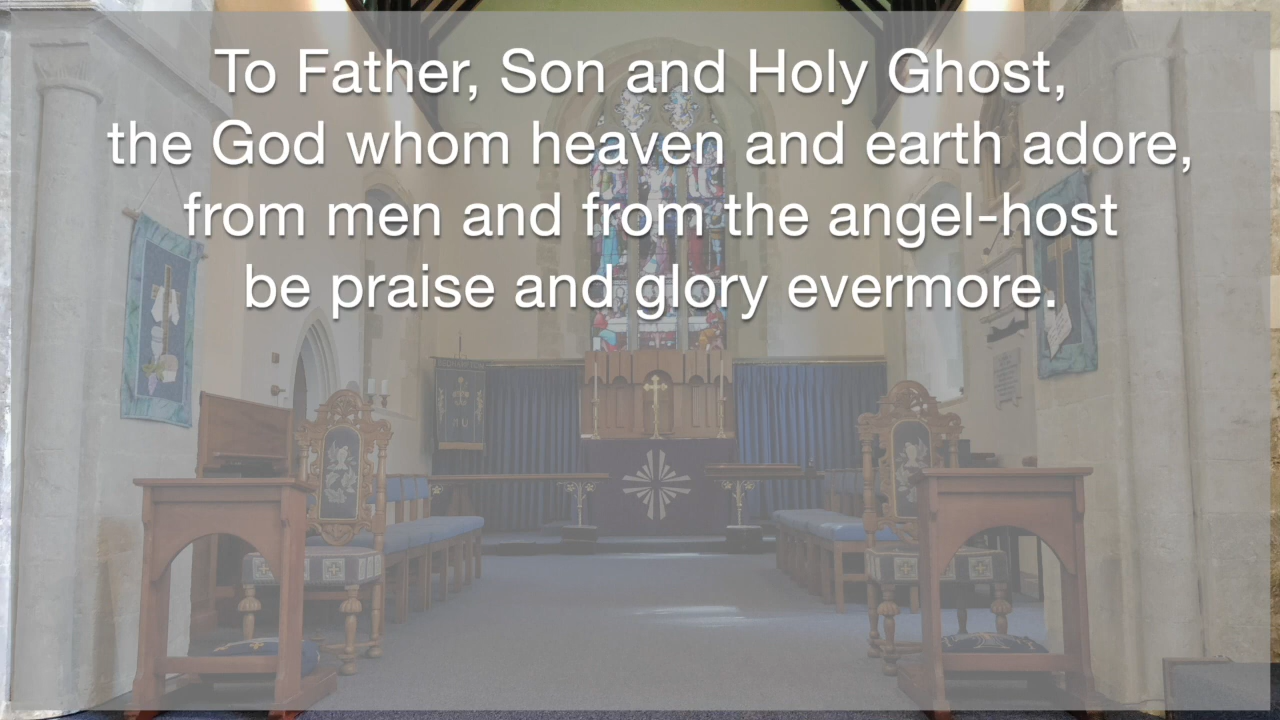 To Father, Son and Holy Ghost,
the God whom heaven and earth adore,
from men and from the angel-host
be praise and glory evermore.